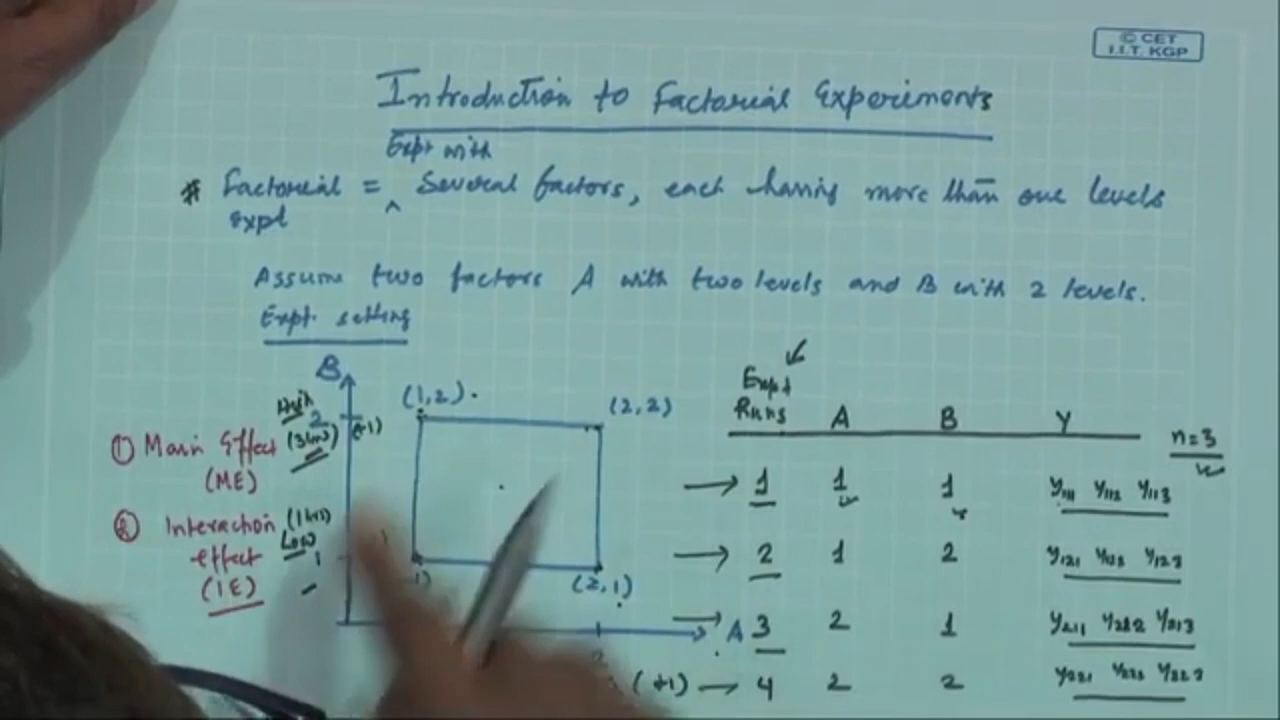 © CET
I.I.T. KGP
Introduction to Factorial Experiments
Expt with
* Factorial = ^ Several factors, each having more than one levels
expt
Assume two factors A with two levels and B with 2 levels.
Expt. setting
B
High
2
(3hrs)
(+1)
(1,2)
(2,2)
① Main Effect
(ME)
② Interaction
effect
(IE)
(1hrs)
Low
1
(2,1)
A
2
(+1)
Expt
Runs A B Y
n=3
1 1 1 y111 y112 y113
2 1 2 y121 y122 y123
3 2 1 y211 y212 y213
4 2 2 y221 y222 y223